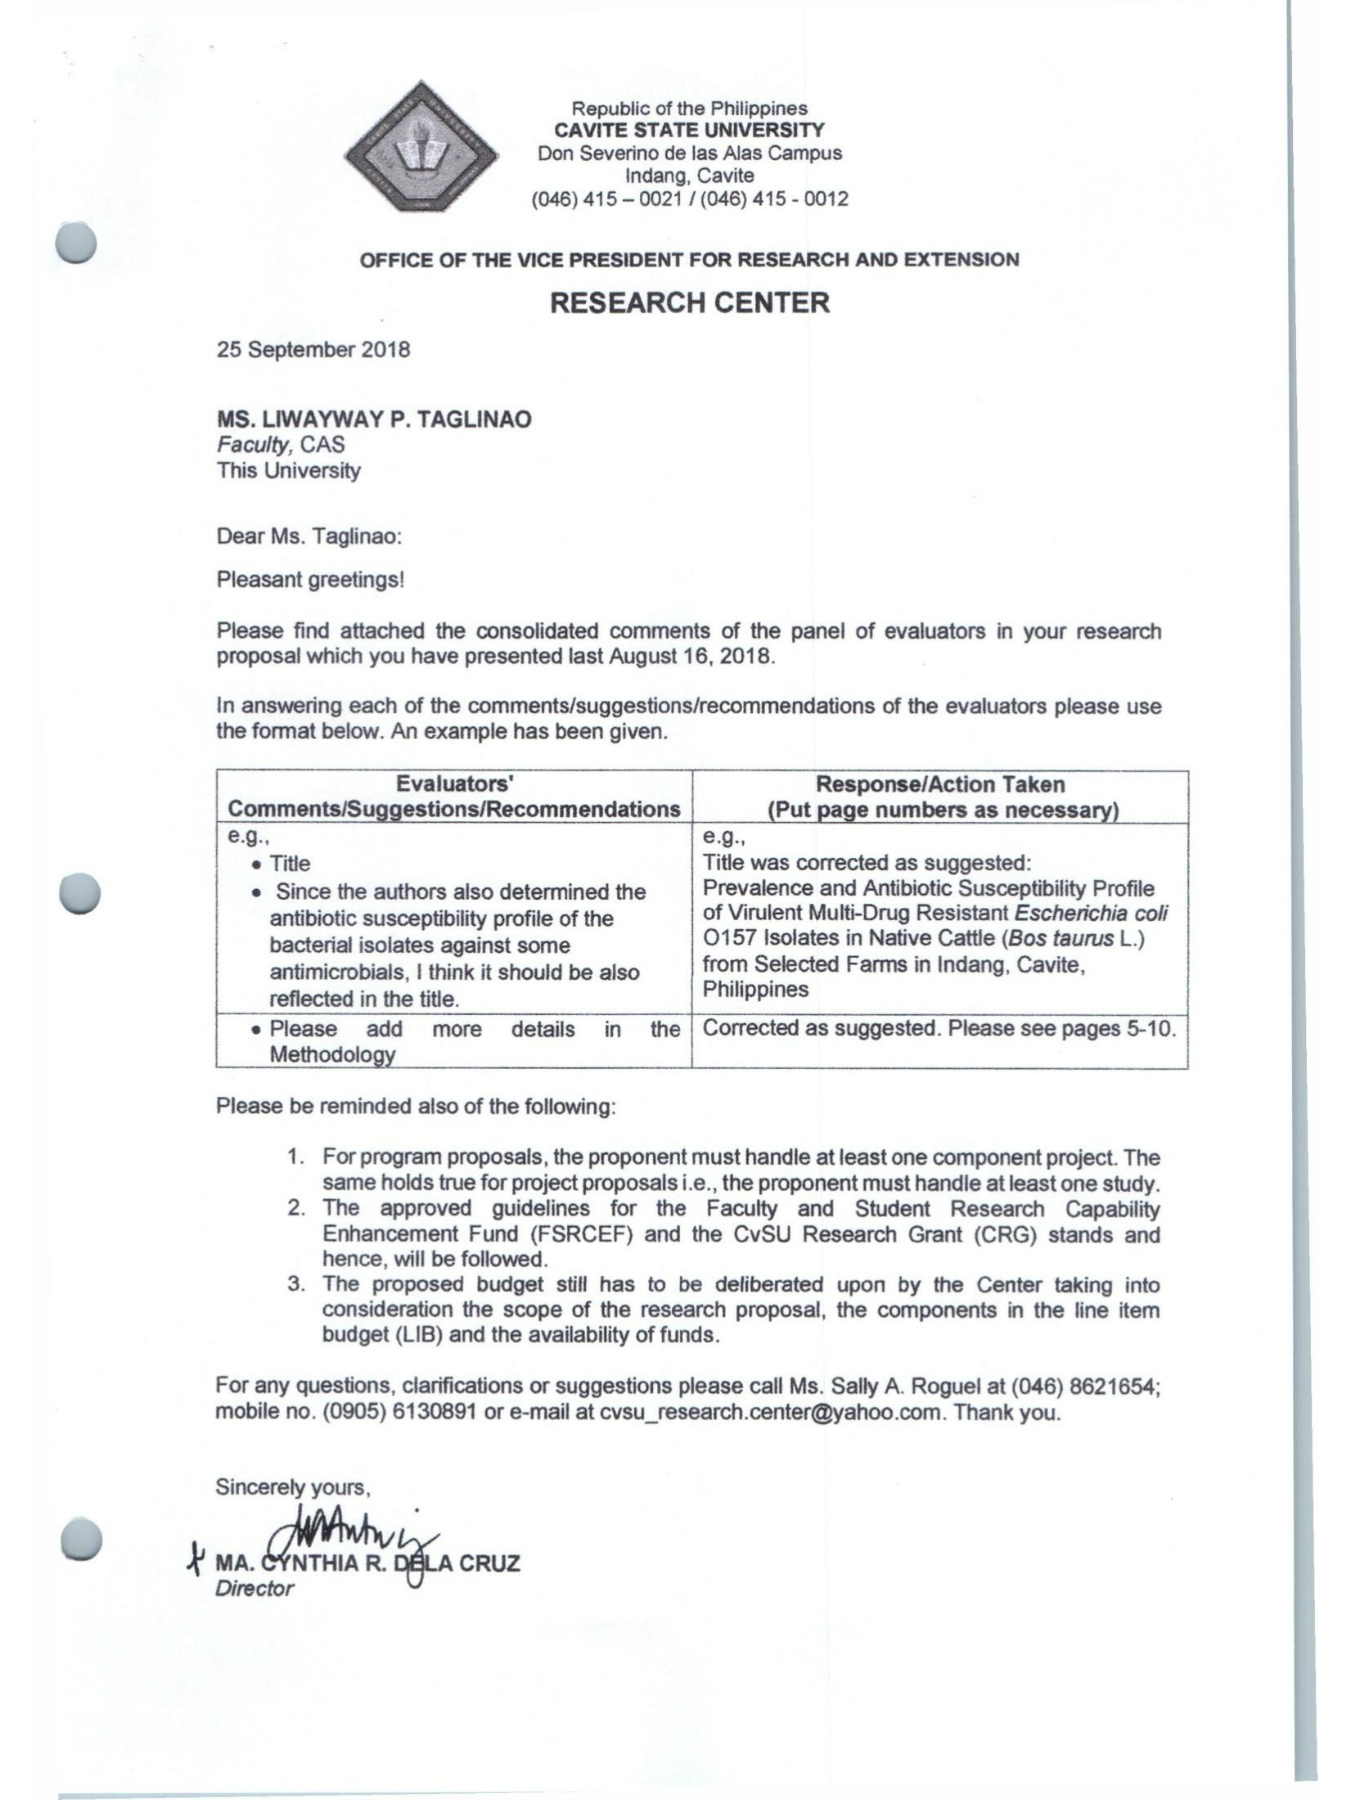 Republic of the Philippines
CAVITE STATE UNIVERSITY
Don Severino de las Alas Campus
Indang, Cavite
(046) 415 – 0021 / (046) 415 - 0012
OFFICE OF THE VICE PRESIDENT FOR RESEARCH AND EXTENSION
RESEARCH CENTER
25 September 2018
MS. LIWAYWAY P. TAGLINAO
Faculty, CAS
This University
Dear Ms. Taglinao:
Pleasant greetings!
Please find attached the consolidated comments of the panel of evaluators in your research
proposal which you have presented last August 16, 2018.
In answering each of the comments/suggestions/recommendations of the evaluators please use
the format below. An example has been given.
Evaluators'
Comments/Suggestions/Recommendations
Response/Action Taken
(Put page numbers as necessary)
e.g.,
• Title
• Since the authors also determined the
antibiotic susceptibility profile of the
bacterial isolates against some
antimicrobials, I think it should be also
reflected in the title.
e.g.,
Title was corrected as suggested:
Prevalence and Antibiotic Susceptibility Profile
of Virulent Multi-Drug Resistant Escherichia coli
O157 Isolates in Native Cattle (Bos taurus L.)
from Selected Farms in Indang, Cavite,
Philippines
• Please add more details in the
Methodology
Corrected as suggested. Please see pages 5-10.
Please be reminded also of the following:
1. For program proposals, the proponent must handle at least one component project. The
same holds true for project proposals i.e., the proponent must handle at least one study.
2. The approved guidelines for the Faculty and Student Research Capability
Enhancement Fund (FSRCEF) and the CvSU Research Grant (CRG) stands and
hence, will be followed.
3. The proposed budget still has to be deliberated upon by the Center taking into
consideration the scope of the research proposal, the components in the line item
budget (LIB) and the availability of funds.
For any questions, clarifications or suggestions please call Ms. Sally A. Roguel at (046) 8621654;
mobile no. (0905) 6130891 or e-mail at cvsu_research.center@yahoo.com. Thank you.
Sincerely yours,
MA. CYNTHIA R. DELA CRUZ
Director